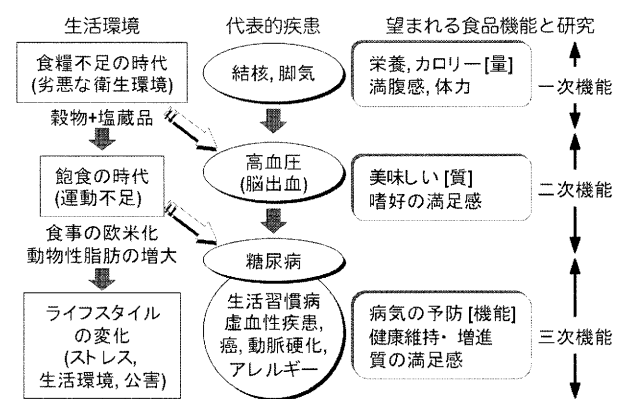 生活環境
代表的疾患
望まれる食品機能と研究
食糧不足の時代
(劣悪な衛生環境)
結核, 脚気
栄養, カロリー [量]
満腹感, 体力
一次機能
穀物+塩蔵品
飽食の時代
(運動不足)
高血圧
(脳出血)
美味しい [質]
嗜好の満足感
二次機能
食事の欧米化
動物性脂肪の増大
糖尿病
ライフスタイル
の変化
(ストレス,
生活環境, 公害)
生活習慣病
虚血性疾患,
癌, 動脈硬化,
アレルギー
病気の予防 [機能]
健康維持・増進
質の満足感
三次機能